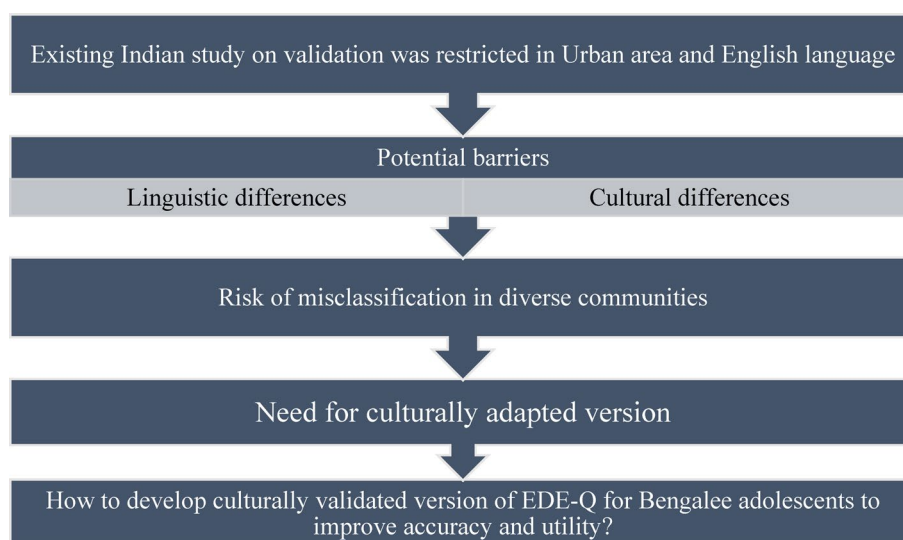 Existing Indian study on validation was restricted in Urban area and English language
Potential barriers
Linguistic differences
Cultural differences
Risk of misclassification in diverse communities
Need for culturally adapted version
How to develop culturally validated version of EDE-Q for Bengalee adolescents to
improve accuracy and utility?